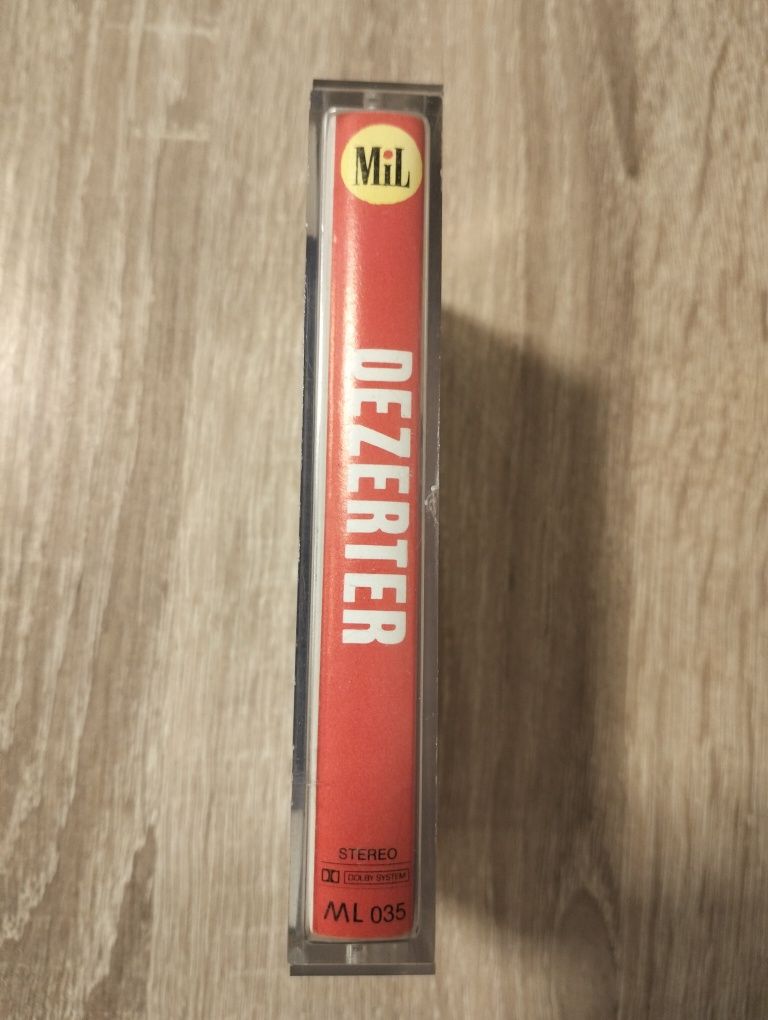 MiL
DEZERTER
STEREO
DOLBY SYSTEM
ML 035